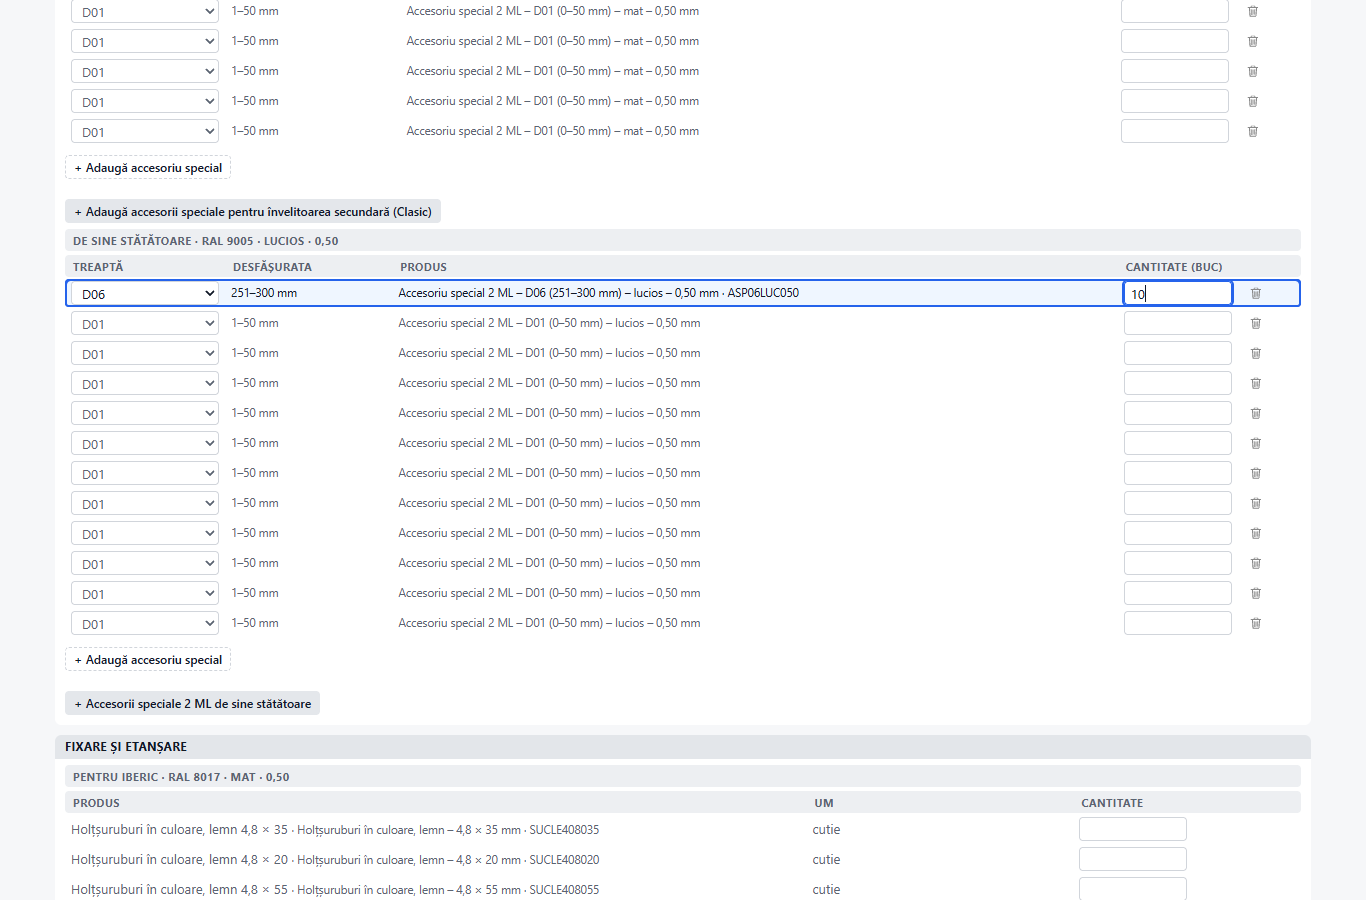 D01 1–50 mm Accesoriu special 2 ML – D01 (0–50 mm) – mat – 0,50 mm
D01 1–50 mm Accesoriu special 2 ML – D01 (0–50 mm) – mat – 0,50 mm
D01 1–50 mm Accesoriu special 2 ML – D01 (0–50 mm) – mat – 0,50 mm
D01 1–50 mm Accesoriu special 2 ML – D01 (0–50 mm) – mat – 0,50 mm
D01 1–50 mm Accesoriu special 2 ML – D01 (0–50 mm) – mat – 0,50 mm
+ Adaugă accesoriu special
+ Adaugă accesorii speciale pentru învelitoarea secundară (Clasic)
DE SINE STĂTĂTOARE · RAL 9005 · LUCIOS · 0,50
TREAPTĂ DESFĂȘURATA PRODUS CANTITATE (BUC)
D06 251–300 mm Accesoriu special 2 ML – D06 (251–300 mm) – lucios – 0,50 mm · ASP06LUC050 10
D01 1–50 mm Accesoriu special 2 ML – D01 (0–50 mm) – lucios – 0,50 mm
D01 1–50 mm Accesoriu special 2 ML – D01 (0–50 mm) – lucios – 0,50 mm
D01 1–50 mm Accesoriu special 2 ML – D01 (0–50 mm) – lucios – 0,50 mm
D01 1–50 mm Accesoriu special 2 ML – D01 (0–50 mm) – lucios – 0,50 mm
D01 1–50 mm Accesoriu special 2 ML – D01 (0–50 mm) – lucios – 0,50 mm
D01 1–50 mm Accesoriu special 2 ML – D01 (0–50 mm) – lucios – 0,50 mm
D01 1–50 mm Accesoriu special 2 ML – D01 (0–50 mm) – lucios – 0,50 mm
D01 1–50 mm Accesoriu special 2 ML – D01 (0–50 mm) – lucios – 0,50 mm
D01 1–50 mm Accesoriu special 2 ML – D01 (0–50 mm) – lucios – 0,50 mm
D01 1–50 mm Accesoriu special 2 ML – D01 (0–50 mm) – lucios – 0,50 mm
D01 1–50 mm Accesoriu special 2 ML – D01 (0–50 mm) – lucios – 0,50 mm
+ Adaugă accesoriu special
+ Accesorii speciale 2 ML de sine stătătoare
FIXARE ȘI ETANȘARE
PENTRU IBERIC · RAL 8017 · MAT · 0,50
PRODUS UM CANTITATE
Holțșuruburi în culoare, lemn 4,8 × 35 · Holțșuruburi în culoare, lemn – 4,8 × 35 mm · SUCLE408035 cutie
Holțșuruburi în culoare, lemn 4,8 × 20 · Holțșuruburi în culoare, lemn – 4,8 × 20 mm · SUCLE408020 cutie
Holțșuruburi în culoare, lemn 4,8 × 55 · Holțșuruburi în culoare, lemn – 4,8 × 55 mm · SUCLE408055 cutie